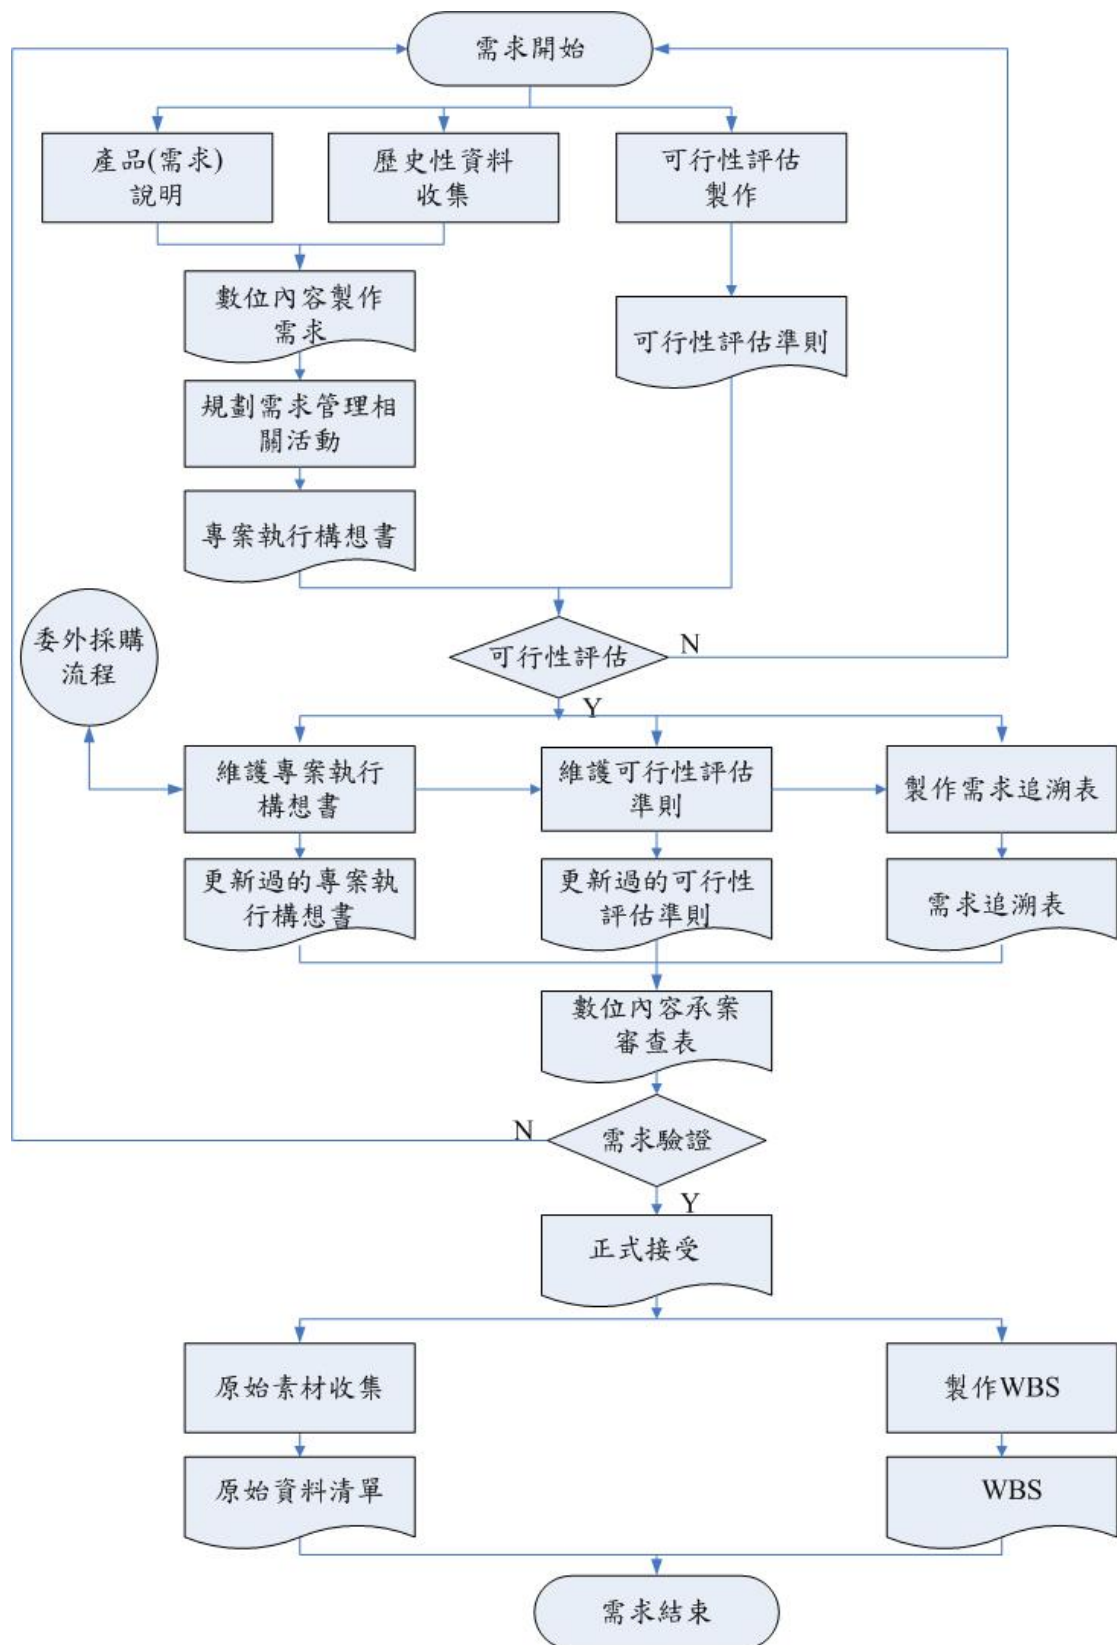 需求開始
產品(需求)
說明
歷史性資料
收集
可行性評估
製作
數位內容製作
需求
可行性評估準則
規劃需求管理相
關活動
專案執行構想書
委外採購
流程
可行性評估
N
Y
維護專案執行
構想書
維護可行性評估
準則
製作需求追溯表
更新過的專案執
行構想書
更新過的可行性
評估準則
需求追溯表
數位內容承案
審查表
N
需求驗證
Y
正式接受
原始素材收集
製作WBS
原始資料清單
WBS
需求結束